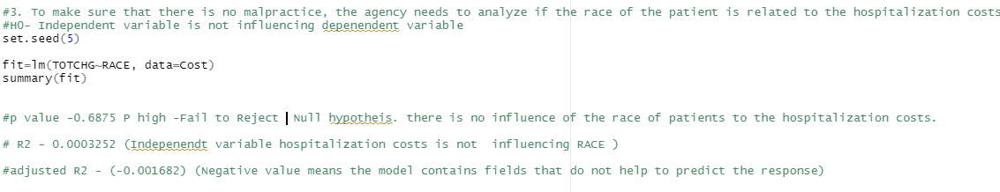 #3. To make sure that there is no malpractice, the agency needs to analyze if the race of the patient is related to the hospitalization costs
#H0- Independent variable is not influencing depenendent variable
set.seed(5)
fit=lm(TOTCHG~RACE, data=Cost)
summary(fit)
#p value -0.6875 P high -Fail to Reject Null hypotheis. there is no influence of the race of patients to the hospitalization costs.
# R2 - 0.0003252 (Indepenendt variable hospitalization costs is not  influencing RACE )
#adjusted R2 - (-0.001682) (Negative value means the model contains fields that do not help to predict the response)